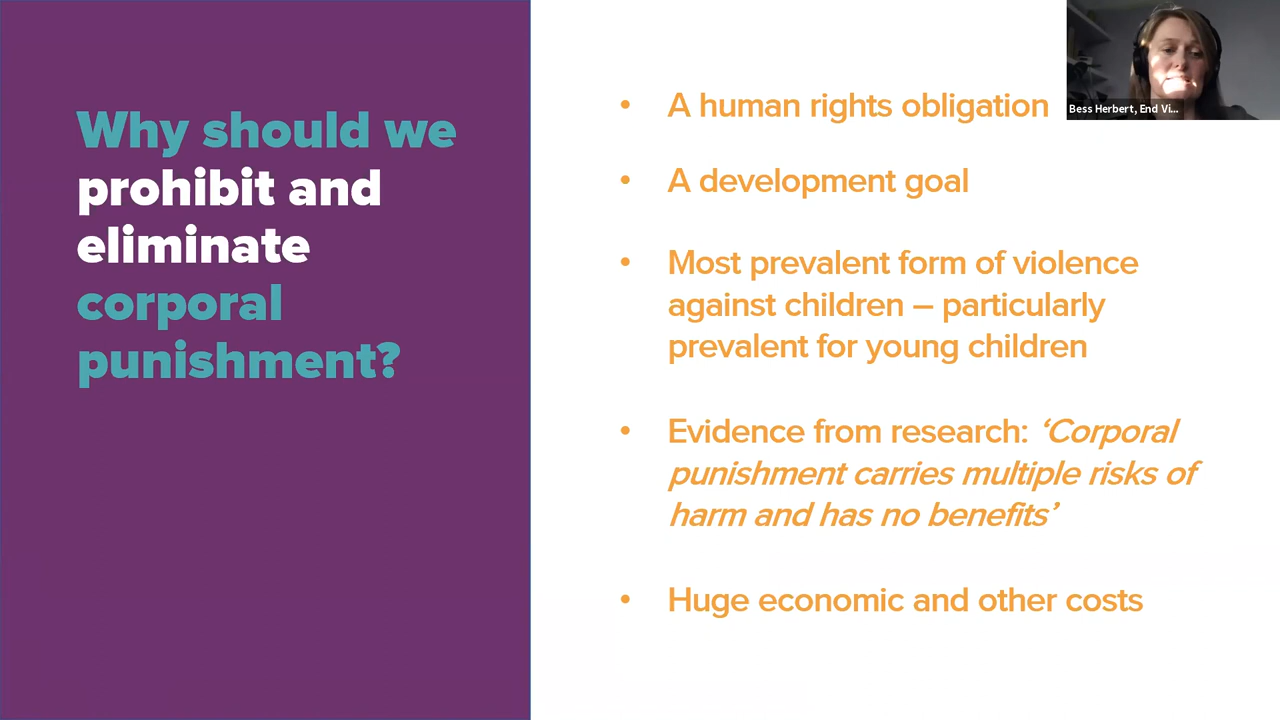 Why should we
prohibit and
eliminate
corporal
punishment?
• A human rights obligation
• A development goal
• Most prevalent form of violence
against children – particularly
prevalent for young children
• Evidence from research: ‘Corporal
punishment carries multiple risks of
harm and has no benefits’
• Huge economic and other costs
Bess Herbert, End Vi...